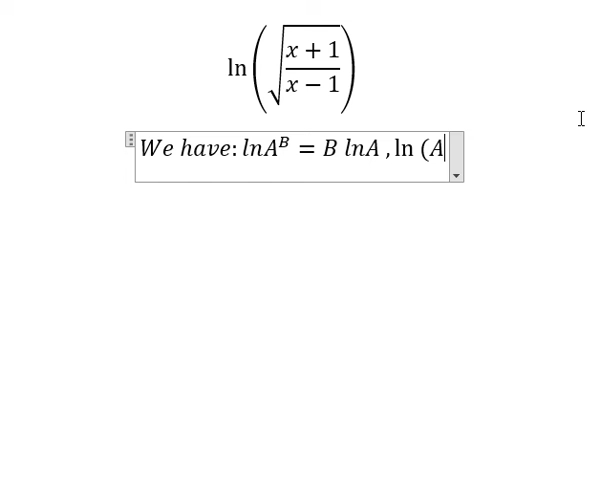 ln(√((x + 1)/(x − 1)))
We have: lnA^B = B lnA , ln (A